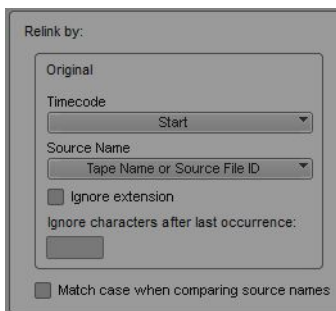 Relink by:
Original
Timecode
Start
Source Name
Tape Name or Source File ID
Ignore extension
Ignore characters after last occurrence:
Match case when comparing source names